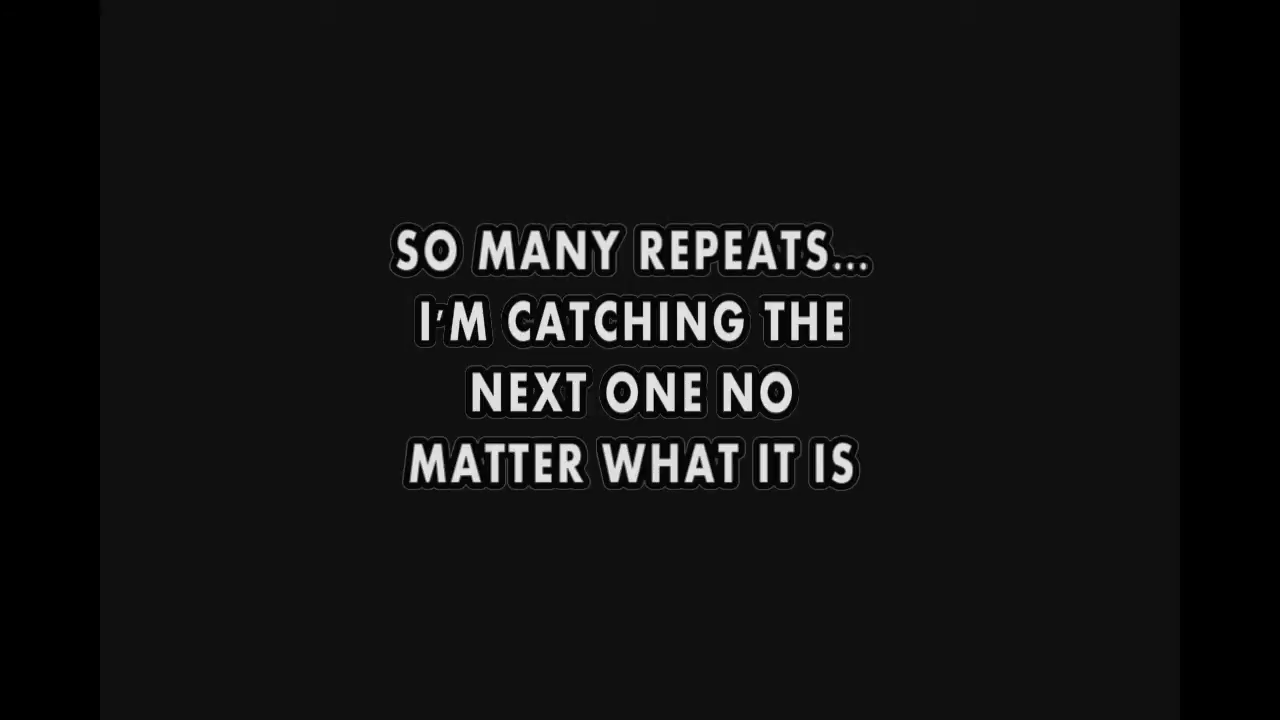 SO MANY REPEATS...
I'M CATCHING THE
NEXT ONE NO
MATTER WHAT IT IS